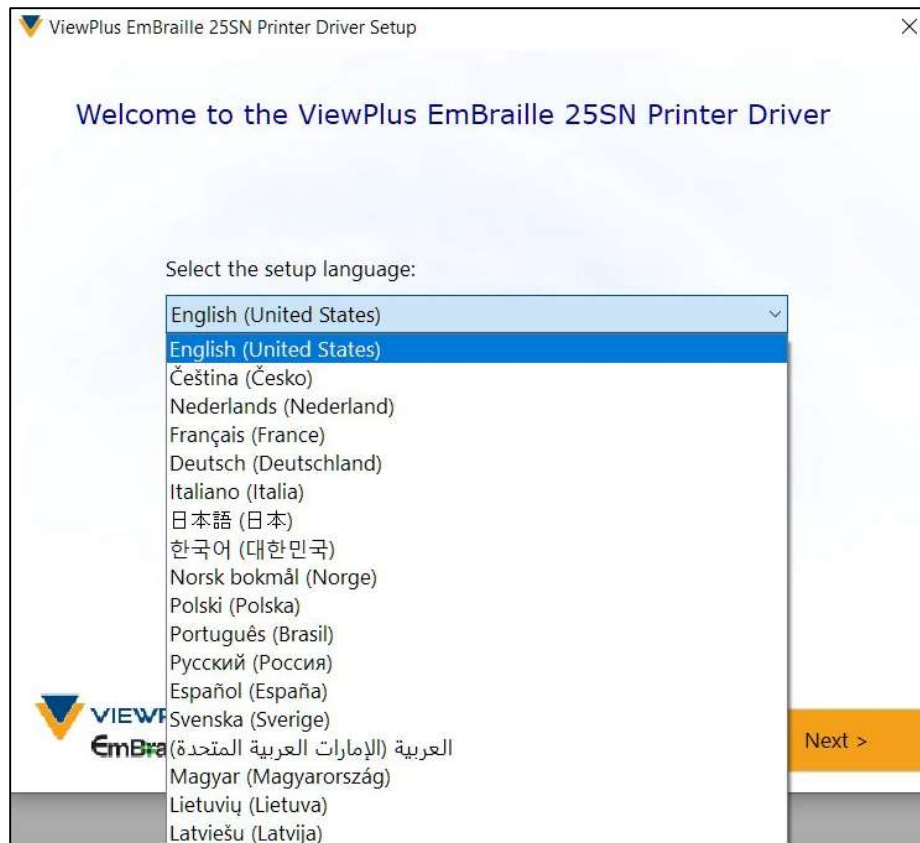 ViewPlus EmBraille 25SN Printer Driver Setup
Welcome to the ViewPlus EmBraille 25SN Printer Driver
Select the setup language:
English (United States)
English (United States)
Čeština (Česko)
Nederlands (Nederland)
Français (France)
Deutsch (Deutschland)
Italiano (Italia)
日本語 (日本)
한국어 (대한민국)
Norsk bokmål (Norge)
Polski (Polska)
Português (Brasil)
Русский (Россия)
Español (España)
Svenska (Sverige)
العربية (الإمارات العربية المتحدة)
Magyar (Magyarország)
Lietuvių (Lietuva)
Latviešu (Latvija)
Next >